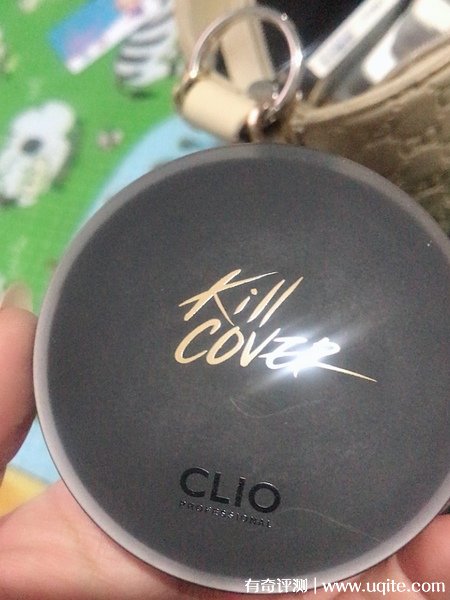 Kill
COVER
CLIO
PROFESSIONAL
有奇评测 | www.uqite.com